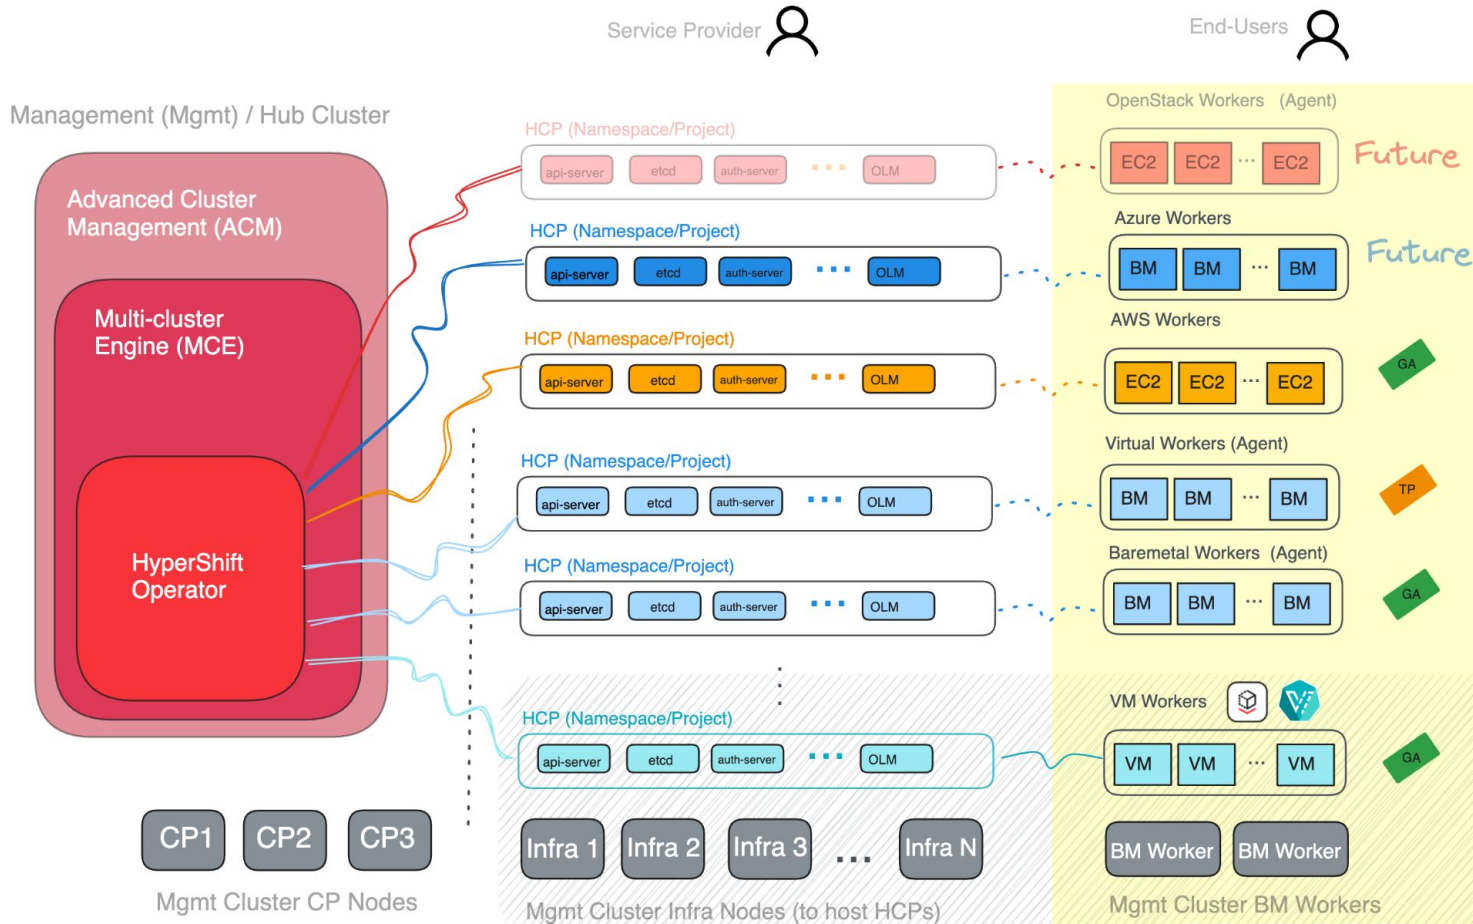 Service Provider
End-Users
Management (Mgmt) / Hub Cluster
Advanced Cluster
Management (ACM)
Multi-cluster
Engine (MCE)
HyperShift
Operator
HCP (Namespace/Project)
api-server etcd auth-server OLM
OpenStack Workers (Agent)
EC2 EC2 ... EC2
Future
HCP (Namespace/Project)
api-server etcd auth-server OLM
Azure Workers
BM BM ... BM
Future
HCP (Namespace/Project)
api-server etcd auth-server OLM
AWS Workers
EC2 EC2 ... EC2
GA
HCP (Namespace/Project)
api-server etcd auth-server OLM
Virtual Workers (Agent)
BM BM ... BM
TP
HCP (Namespace/Project)
api-server etcd auth-server OLM
Baremetal Workers (Agent)
BM BM ... BM
GA
HCP (Namespace/Project)
api-server etcd auth-server OLM
VM Workers
VM VM ... VM
GA
CP1 CP2 CP3
Mgmt Cluster CP Nodes
Infra 1 Infra 2 Infra 3 ... Infra N
Mgmt Cluster Infra Nodes (to host HCPs)
BM Worker BM Worker
Mgmt Cluster BM Workers